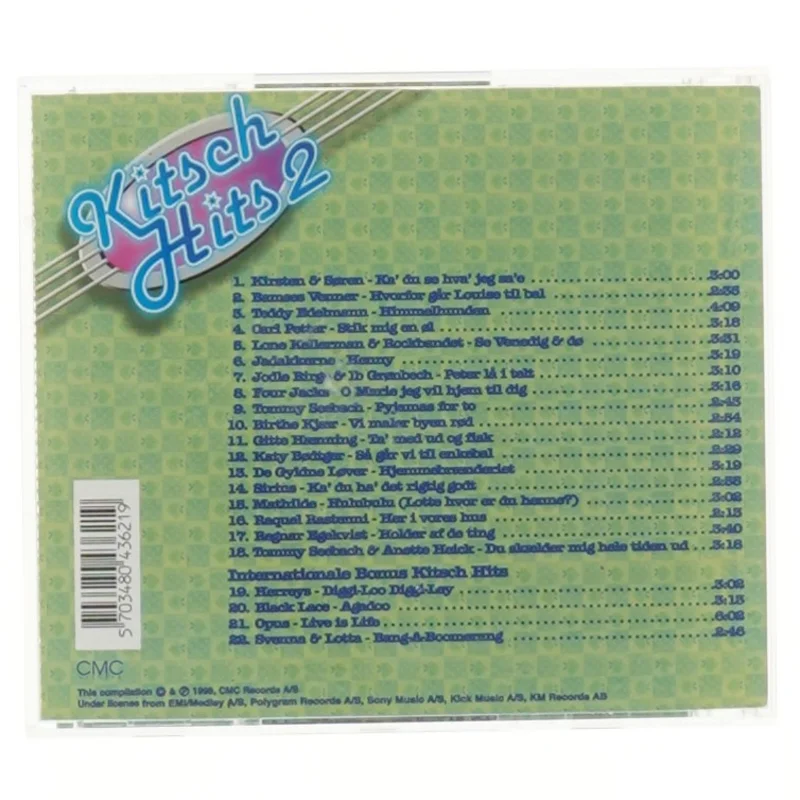 Kitsch
Hits 2
1. Kirsten & Søren - Ka' du se hva' jeg sa'e 3:00
2. Bamses Venner - Hvorfor går Louise til bal 2:35
3. Teddy Edelmann - Himmelhunden 4:09
4. Carl Petter - Stik mig en øl 3:18
5. Lone Kellerman & Rockbandet - Se Venedig & dø 3:31
6. Jadakkerne - Henny 3:19
7. Jodle Birge & Ib Grønbech - Peter lå i telt 3:10
8. Four Jacks - O Marie jeg vil hjem til dig 3:16
9. Tommy Seebach - Pyjamas for to 2:43
10. Birthe Kjær - Vi maler byen rød 2:54
11. Gitte Hænning - Ta' med ud og fisk 2:12
12. Katy Bødtger - Så går vi til enkebal 2:29
13. De Gyldne Løver - Hjemmebrænderiet 3:19
14. Sirius - Ka' du ha' det rigtig godt 2:55
15. Mathilde - Hulubulu (Lotte hvor er du henne?) 3:02
16. Raquel Rastenni - Her i vores hus 2:13
17. Regnar Egekvist - Holder af de ting 3:40
18. Tommy Seebach & Anette Heick - Du skælder mig hele tiden ud 3:18
Internationale Bonus Kitsch Hits
19. Herreys - Diggi-Loo Diggi-Ley 3:02
20. Black Lace - Agadoo 3:13
21. Opus - Live is Life 6:02
22. Svenne & Lotta - Bang-A-Boomerang 2:46
5 703480 436219
CMC
This compilation © & ℗ 1998, CMC Records A/S
Under license from EMI/Medley A/S, Polygram Records A/S, Sony Music A/S, Kick Music A/S, KM Records AB